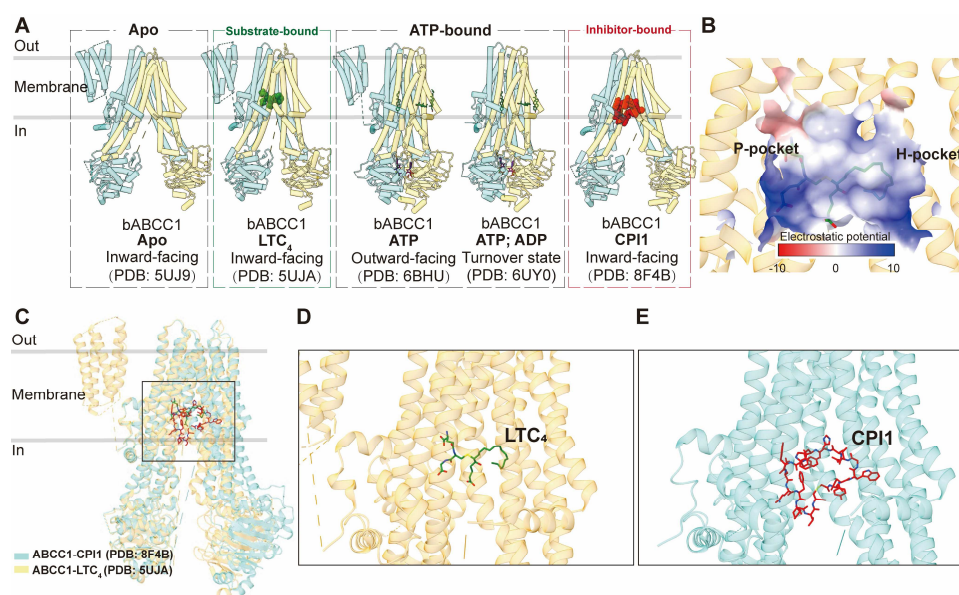 A
Apo
Substrate-bound
ATP-bound
Inhibitor-bound
Out
Membrane
In
bABCC1
Apo
Inward-facing
(PDB: 5UJ9)
bABCC1
LTC₄
Inward-facing
(PDB: 5UJA)
bABCC1
ATP
Outward-facing
(PDB: 6BHU)
bABCC1
ATP; ADP
Turnover state
(PDB: 6UY0)
bABCC1
CPI1
Inward-facing
(PDB: 8F4B)
B
P-pocket
H-pocket
Electrostatic potential
-10 0 10
C
Out
Membrane
In
ABCC1-CPI1 (PDB: 8F4B)
ABCC1-LTC₄ (PDB: 5UJA)
D
LTC₄
E
CPI1